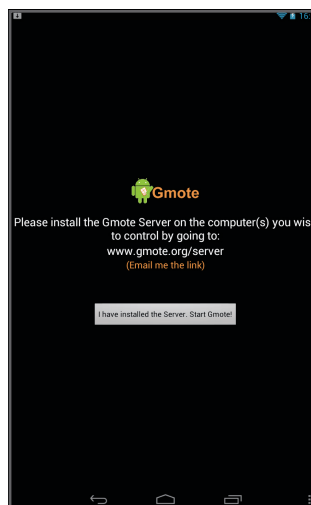 16:
Gmote
Please install the Gmote Server on the computer(s) you wis
to control by going to:
www.gmote.org/server
(Email me the link)
I have installed the Server. Start Gmote!